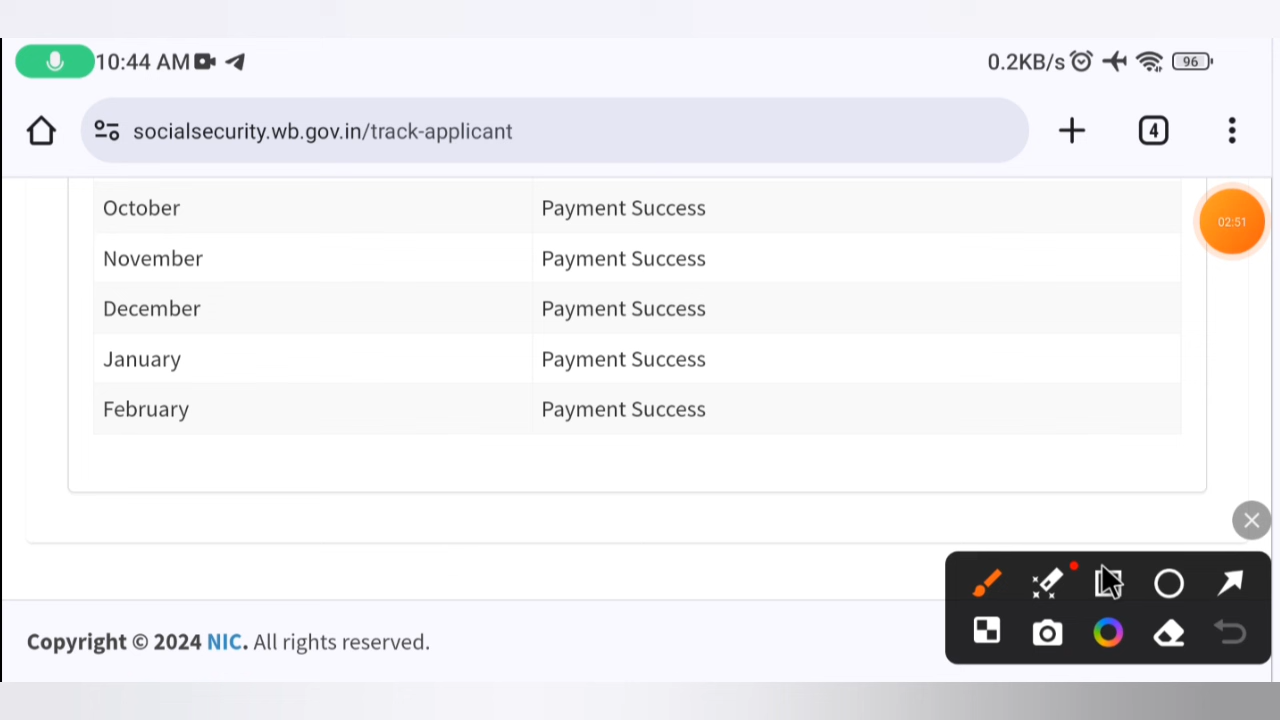 10:44 AM 0.2KB/s 96
socialsecurity.wb.gov.in/track-applicant 4
October Payment Success
02:51
November Payment Success
December Payment Success
January Payment Success
February Payment Success
Copyright © 2024 NIC. All rights reserved.